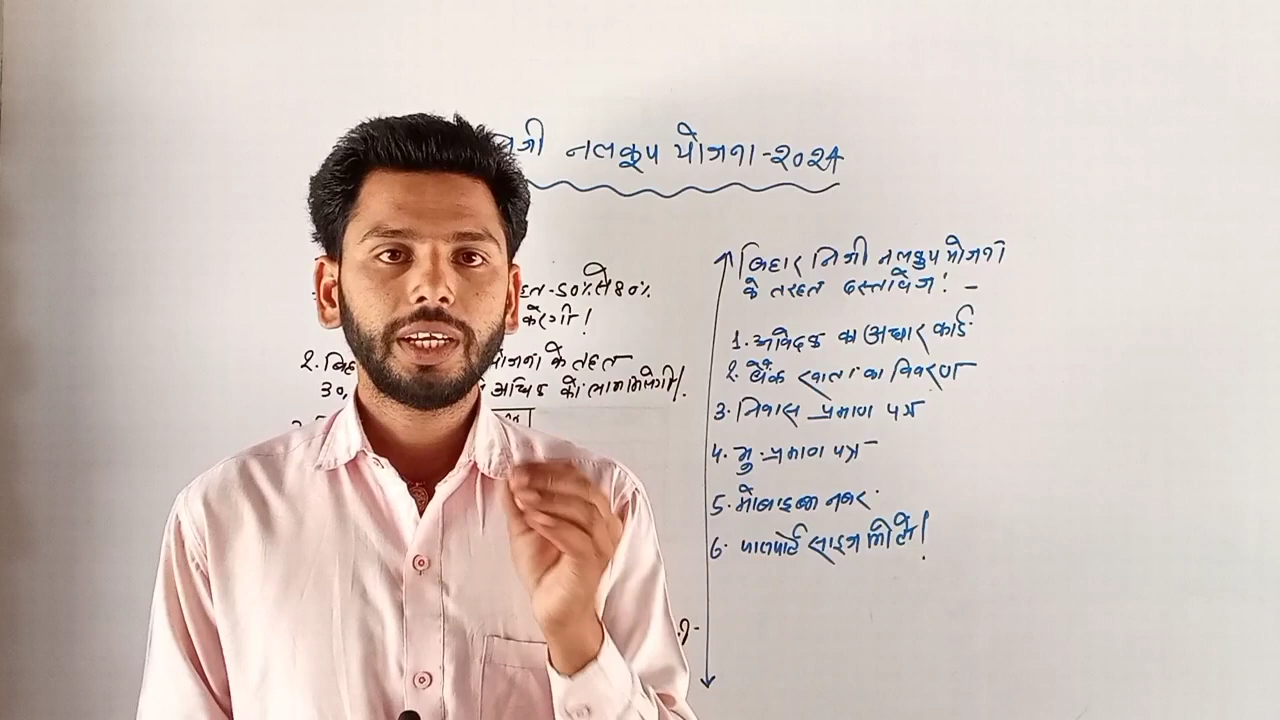 निजी नलकूप योजना-2024
हत-50% से 80%
करेगी!
2. बिह योजना के तहत
30, अधिक को लाभ मिलेगा!
बिहार निजी नलकूप योजना
के तहत दस्तावेज! -
1. आवेदक का आधार कार्ड
2. बैंक खाता का विवरण
3. निवास प्रमाण पत्र
4. भू. प्रमाण पत्र
5. मोबाइल नंबर.
6. पासपोर्ट साइज फोटो!